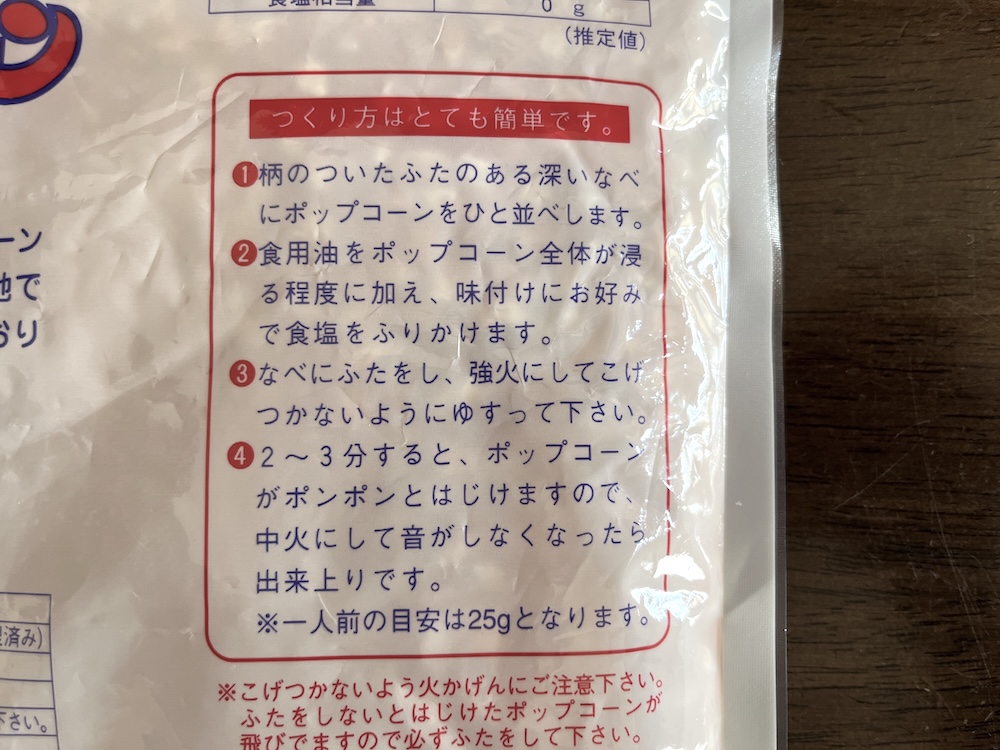 0 g
(推定値)
つくり方はとても簡単です。
❶柄のついたふたのある深いなべ
にポップコーンをひと並べします。
❷食用油をポップコーン全体が浸
る程度に加え、味付けにお好み
で食塩をふりかけます。
❸なべにふたをし、強火にしてこげ
つかないようにゆすって下さい。
❹2〜3分すると、ポップコーン
がポンポンとはじけますので、
中火にして音がしなくなったら
出来上りです。
※一人前の目安は25gとなります。
※こげつかないよう火かげんにご注意下さい。
ふたをしないとはじけたポップコーンが
飛びでますので必ずふたをして下さい。
ーン
で
おり
済み)
下さい。